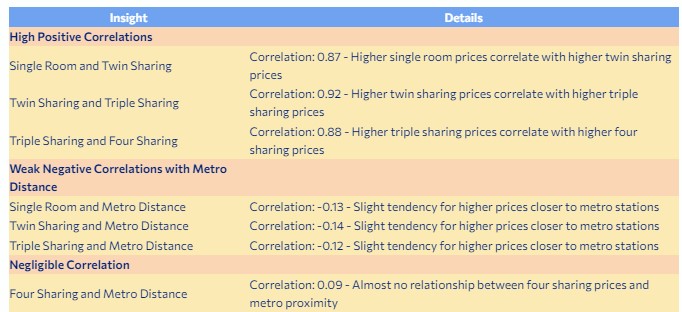 Insight Details
High Positive Correlations
Single Room and Twin Sharing
Correlation: 0.87 - Higher single room prices correlate with higher twin sharing
prices
Twin Sharing and Triple Sharing
Correlation: 0.92 - Higher twin sharing prices correlate with higher triple
sharing prices
Triple Sharing and Four Sharing
Correlation: 0.88 - Higher triple sharing prices correlate with higher four
sharing prices
Weak Negative Correlations with Metro
Distance
Single Room and Metro Distance Correlation: -0.13 - Slight tendency for higher prices closer to metro stations
Twin Sharing and Metro Distance Correlation: -0.14 - Slight tendency for higher prices closer to metro stations
Triple Sharing and Metro Distance Correlation: -0.12 - Slight tendency for higher prices closer to metro stations
Negligible Correlation
Four Sharing and Metro Distance
Correlation: 0.09 - Almost no relationship between four sharing prices and
metro proximity